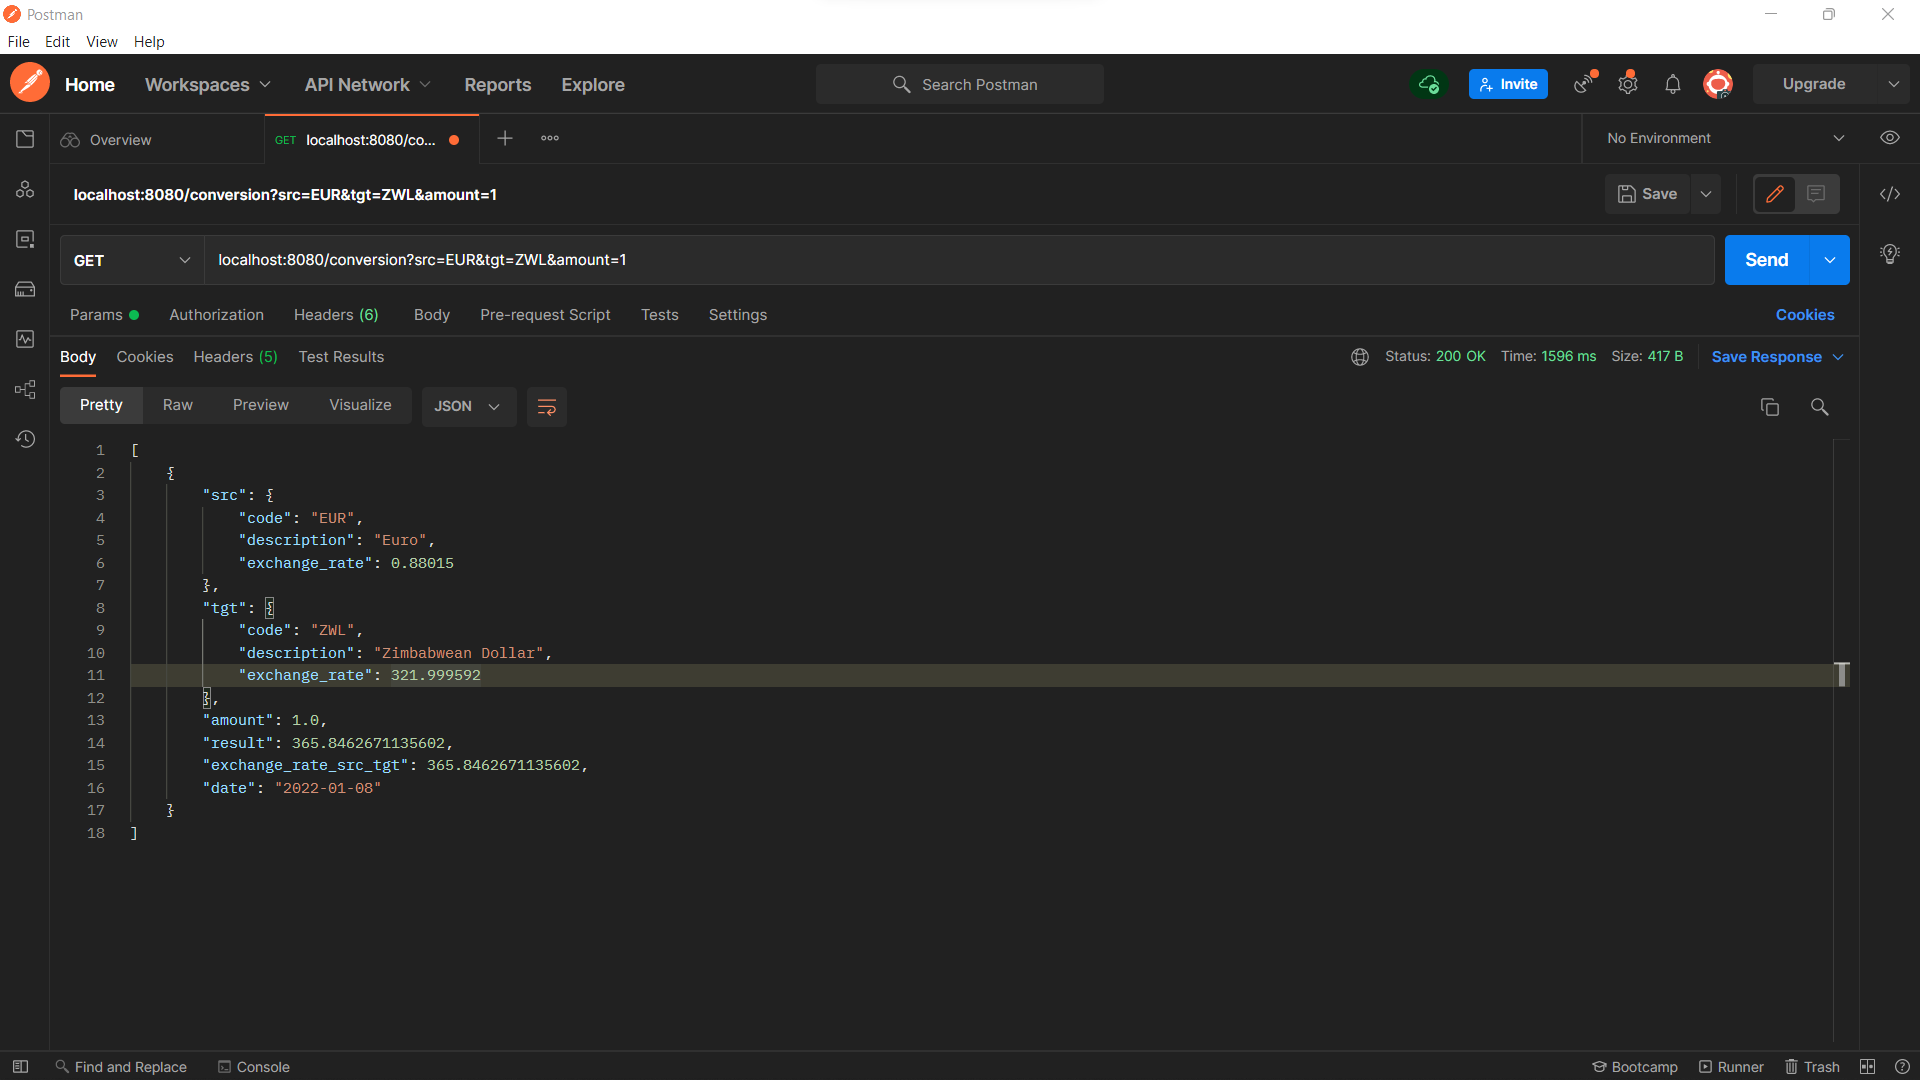 Postman
File Edit View Help
Home Workspaces API Network Reports Explore Search Postman Invite Upgrade
Overview GET localhost:8080/co... No Environment
localhost:8080/conversion?src=EUR&tgt=ZWL&amount=1 Save
GET localhost:8080/conversion?src=EUR&tgt=ZWL&amount=1 Send
Params Authorization Headers (6) Body Pre-request Script Tests Settings Cookies
Body Cookies Headers (5) Test Results Status: 200 OK Time: 1596 ms Size: 417 B Save Response
Pretty Raw Preview Visualize JSON
1 [
2 {
3 "src": {
4 "code": "EUR",
5 "description": "Euro",
6 "exchange_rate": 0.88015
7 },
8 "tgt": {
9 "code": "ZWL",
10 "description": "Zimbabwean Dollar",
11 "exchange_rate": 321.999592
12 },
13 "amount": 1.0,
14 "result": 365.8462671135602,
15 "exchange_rate_src_tgt": 365.8462671135602,
16 "date": "2022-01-08"
17 }
18 ]
Find and Replace Console Bootcamp Runner Trash